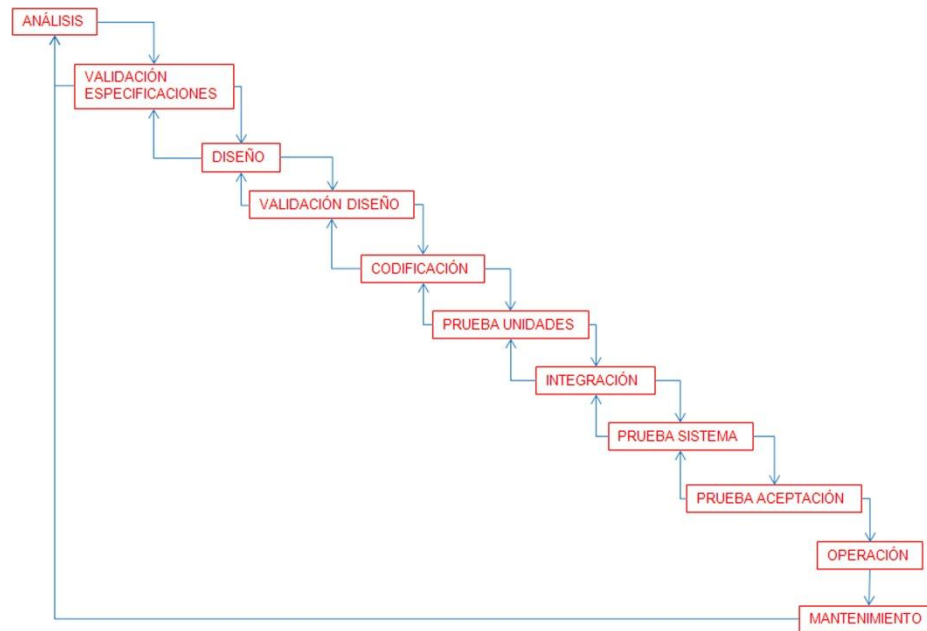 ANÁLISIS
VALIDACIÓN
ESPECIFICACIONES
DISEÑO
VALIDACIÓN DISEÑO
CODIFICACIÓN
PRUEBA UNIDADES
INTEGRACIÓN
PRUEBA SISTEMA
PRUEBA ACEPTACIÓN
OPERACIÓN
MANTENIMIENTO